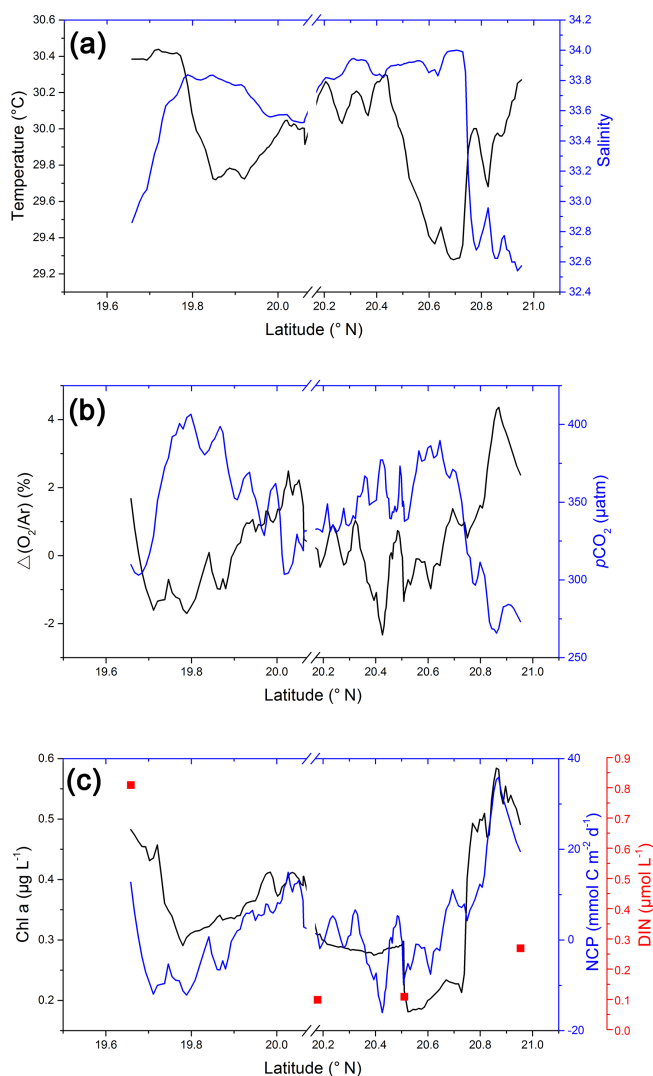 (a)
30.6
30.4
30.2
30.0
29.8
29.6
29.4
29.2
Temperature (°C)
34.0
33.8
33.6
33.4
33.2
33.0
32.8
32.6
32.4
Salinity
19.6 19.8 20.0 20.2 20.4 20.6 20.8 21.0
Latitude (° N)
(b)
4
2
0
-2
△(O₂/Ar) (%)
400
350
300
250
pCO₂ (µatm)
19.6 19.8 20.0 20.2 20.4 20.6 20.8 21.0
Latitude (° N)
(c)
0.6
0.5
0.4
0.3
0.2
Chl a (µg L⁻¹)
40
20
0
-20
NCP (mmol C m⁻² d⁻¹)
0.9
0.8
0.7
0.6
0.5
0.4
0.3
0.2
0.1
0.0
DIN (µmol L⁻¹)
19.6 19.8 20.0 20.2 20.4 20.6 20.8 21.0
Latitude (° N)